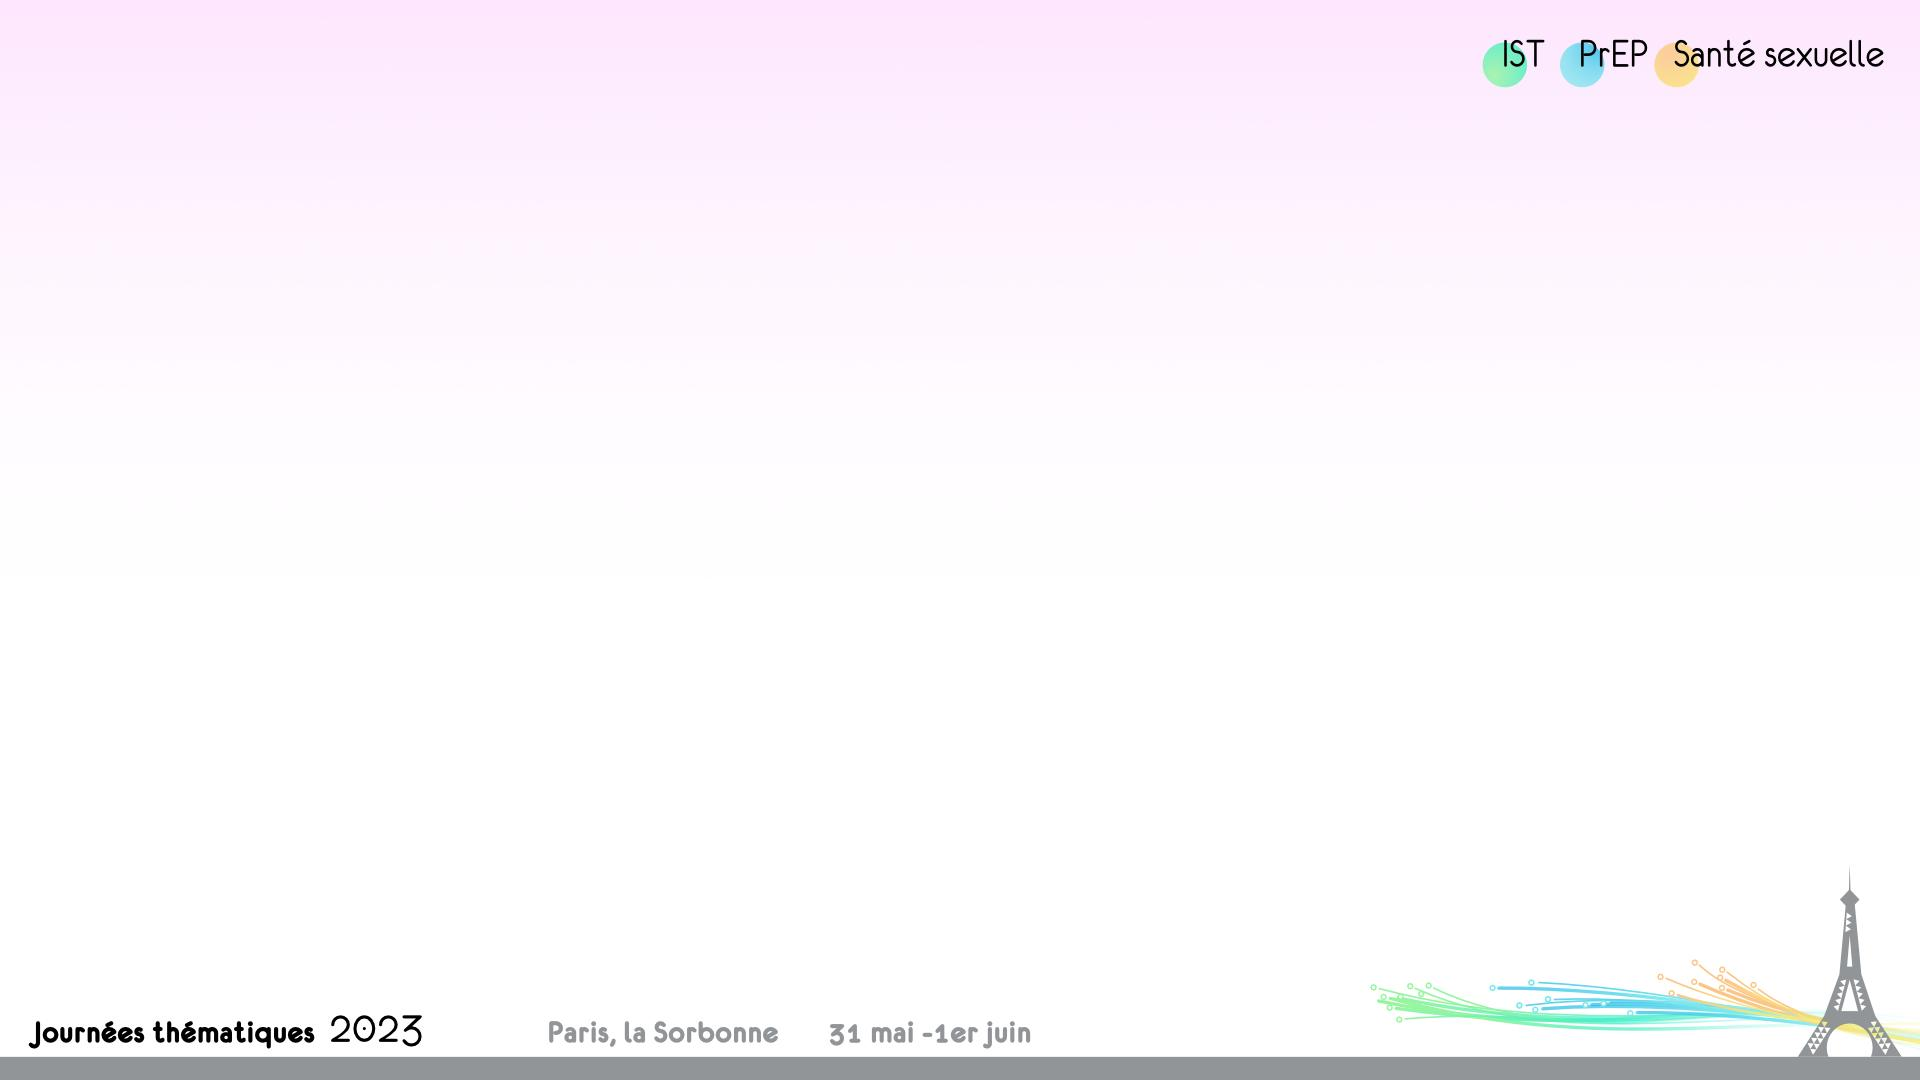 IST PrEP Santé sexuelle
Journées thématiques 2023 Paris, la Sorbonne 31 mai -1er juin